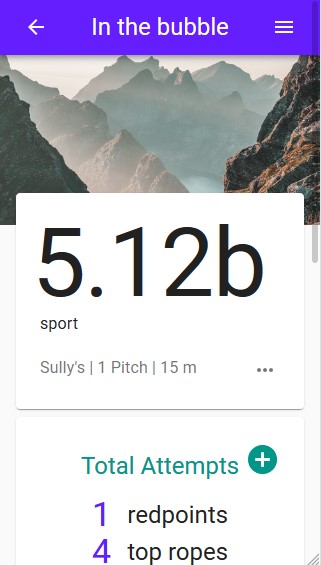 In the bubble
5.12b
sport
Sully's | 1 Pitch | 15 m
Total Attempts
1 redpoints
4 top ropes